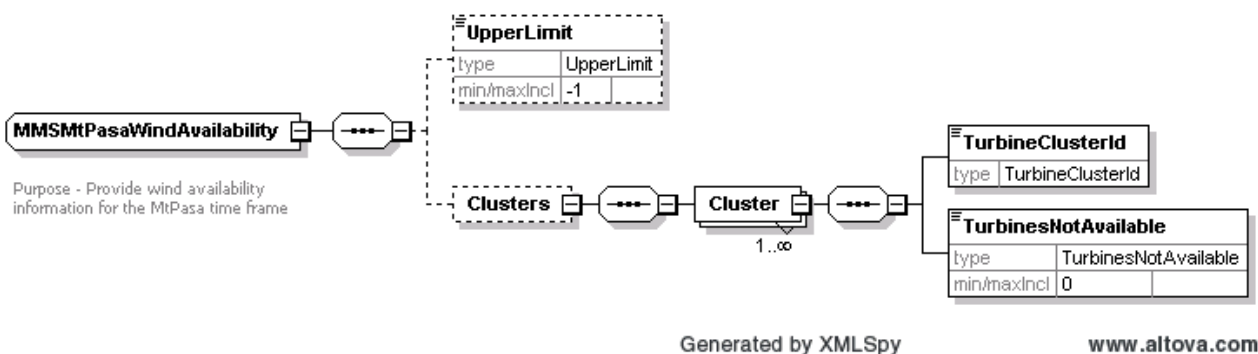 UpperLimit
type UpperLimit
min/maxIncl -1
MMSMtPasaWindAvailability
Purpose - Provide wind availability
information for the MtPasa time frame
Clusters
Cluster
1..∞
TurbineClusterId
type TurbineClusterId
TurbinesNotAvailable
type TurbinesNotAvailable
min/maxIncl 0
Generated by XMLSpy www.altova.com